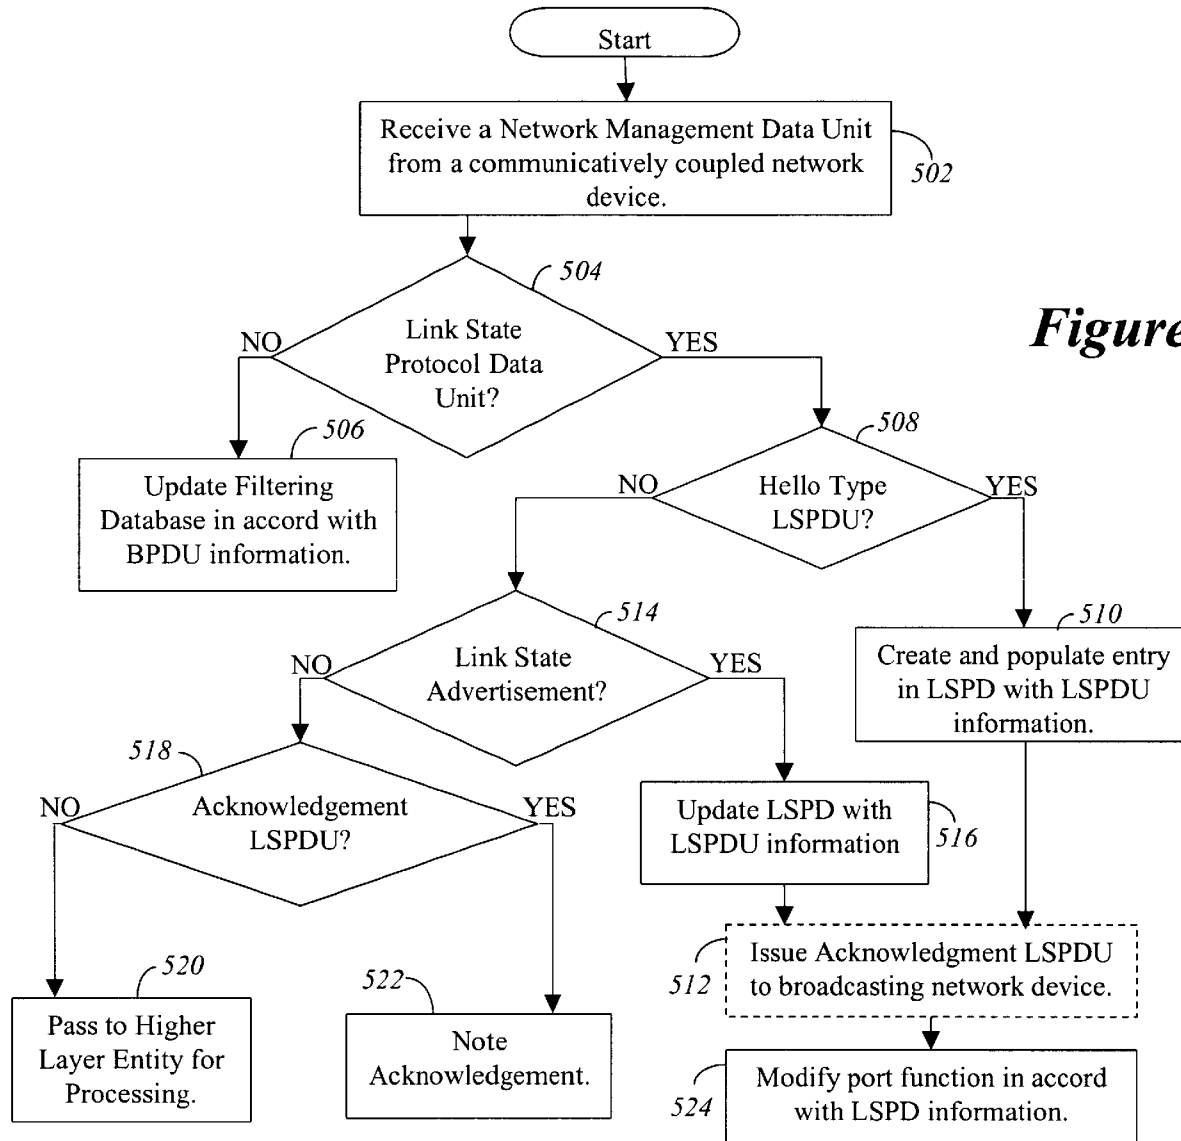 Start
Receive a Network Management Data Unit
from a communicatively coupled network
device.
502
504
Link State
Protocol Data
Unit?
NO
YES
Figure
506
Update Filtering
Database in accord with
BPDU information.
508
Hello Type
LSPDU?
NO
YES
510
Create and populate entry
in LSPD with LSPDU
information.
514
Link State
Advertisement?
NO
YES
518
Acknowledgement
LSPDU?
NO
YES
Update LSPD with
LSPDU information
516
512
Issue Acknowledgment LSPDU
to broadcasting network device.
520
Pass to Higher
Layer Entity for
Processing.
522
Note
Acknowledgement.
524
Modify port function in accord
with LSPD information.